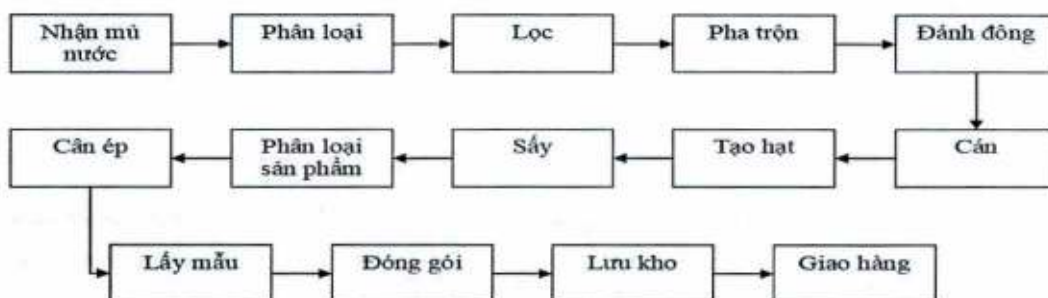 Nhận mủ
nước
Phân loại
Lọc
Pha trộn
Đánh đông
Cán
Tạo hạt
Sấy
Phân loại
sản phẩm
Cân ép
Lấy mẫu
Đóng gói
Lưu kho
Giao hàng